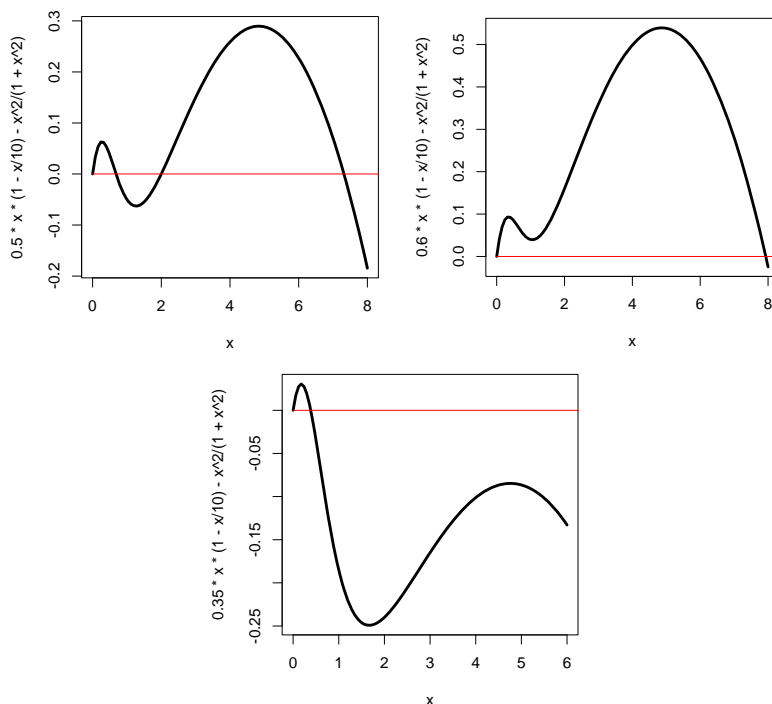 0.5 * x * (1 - x/10) - x^2/(1 + x^2)
0.3
0.2
0.1
0.0
-0.1
-0.2
0 2 4 6 8
x
0.6 * x * (1 - x/10) - x^2/(1 + x^2)
0.5
0.4
0.3
0.2
0.1
0.0
0 2 4 6 8
x
0.35 * x * (1 - x/10) - x^2/(1 + x^2)
-0.05
-0.15
-0.25
0 1 2 3 4 5 6
x